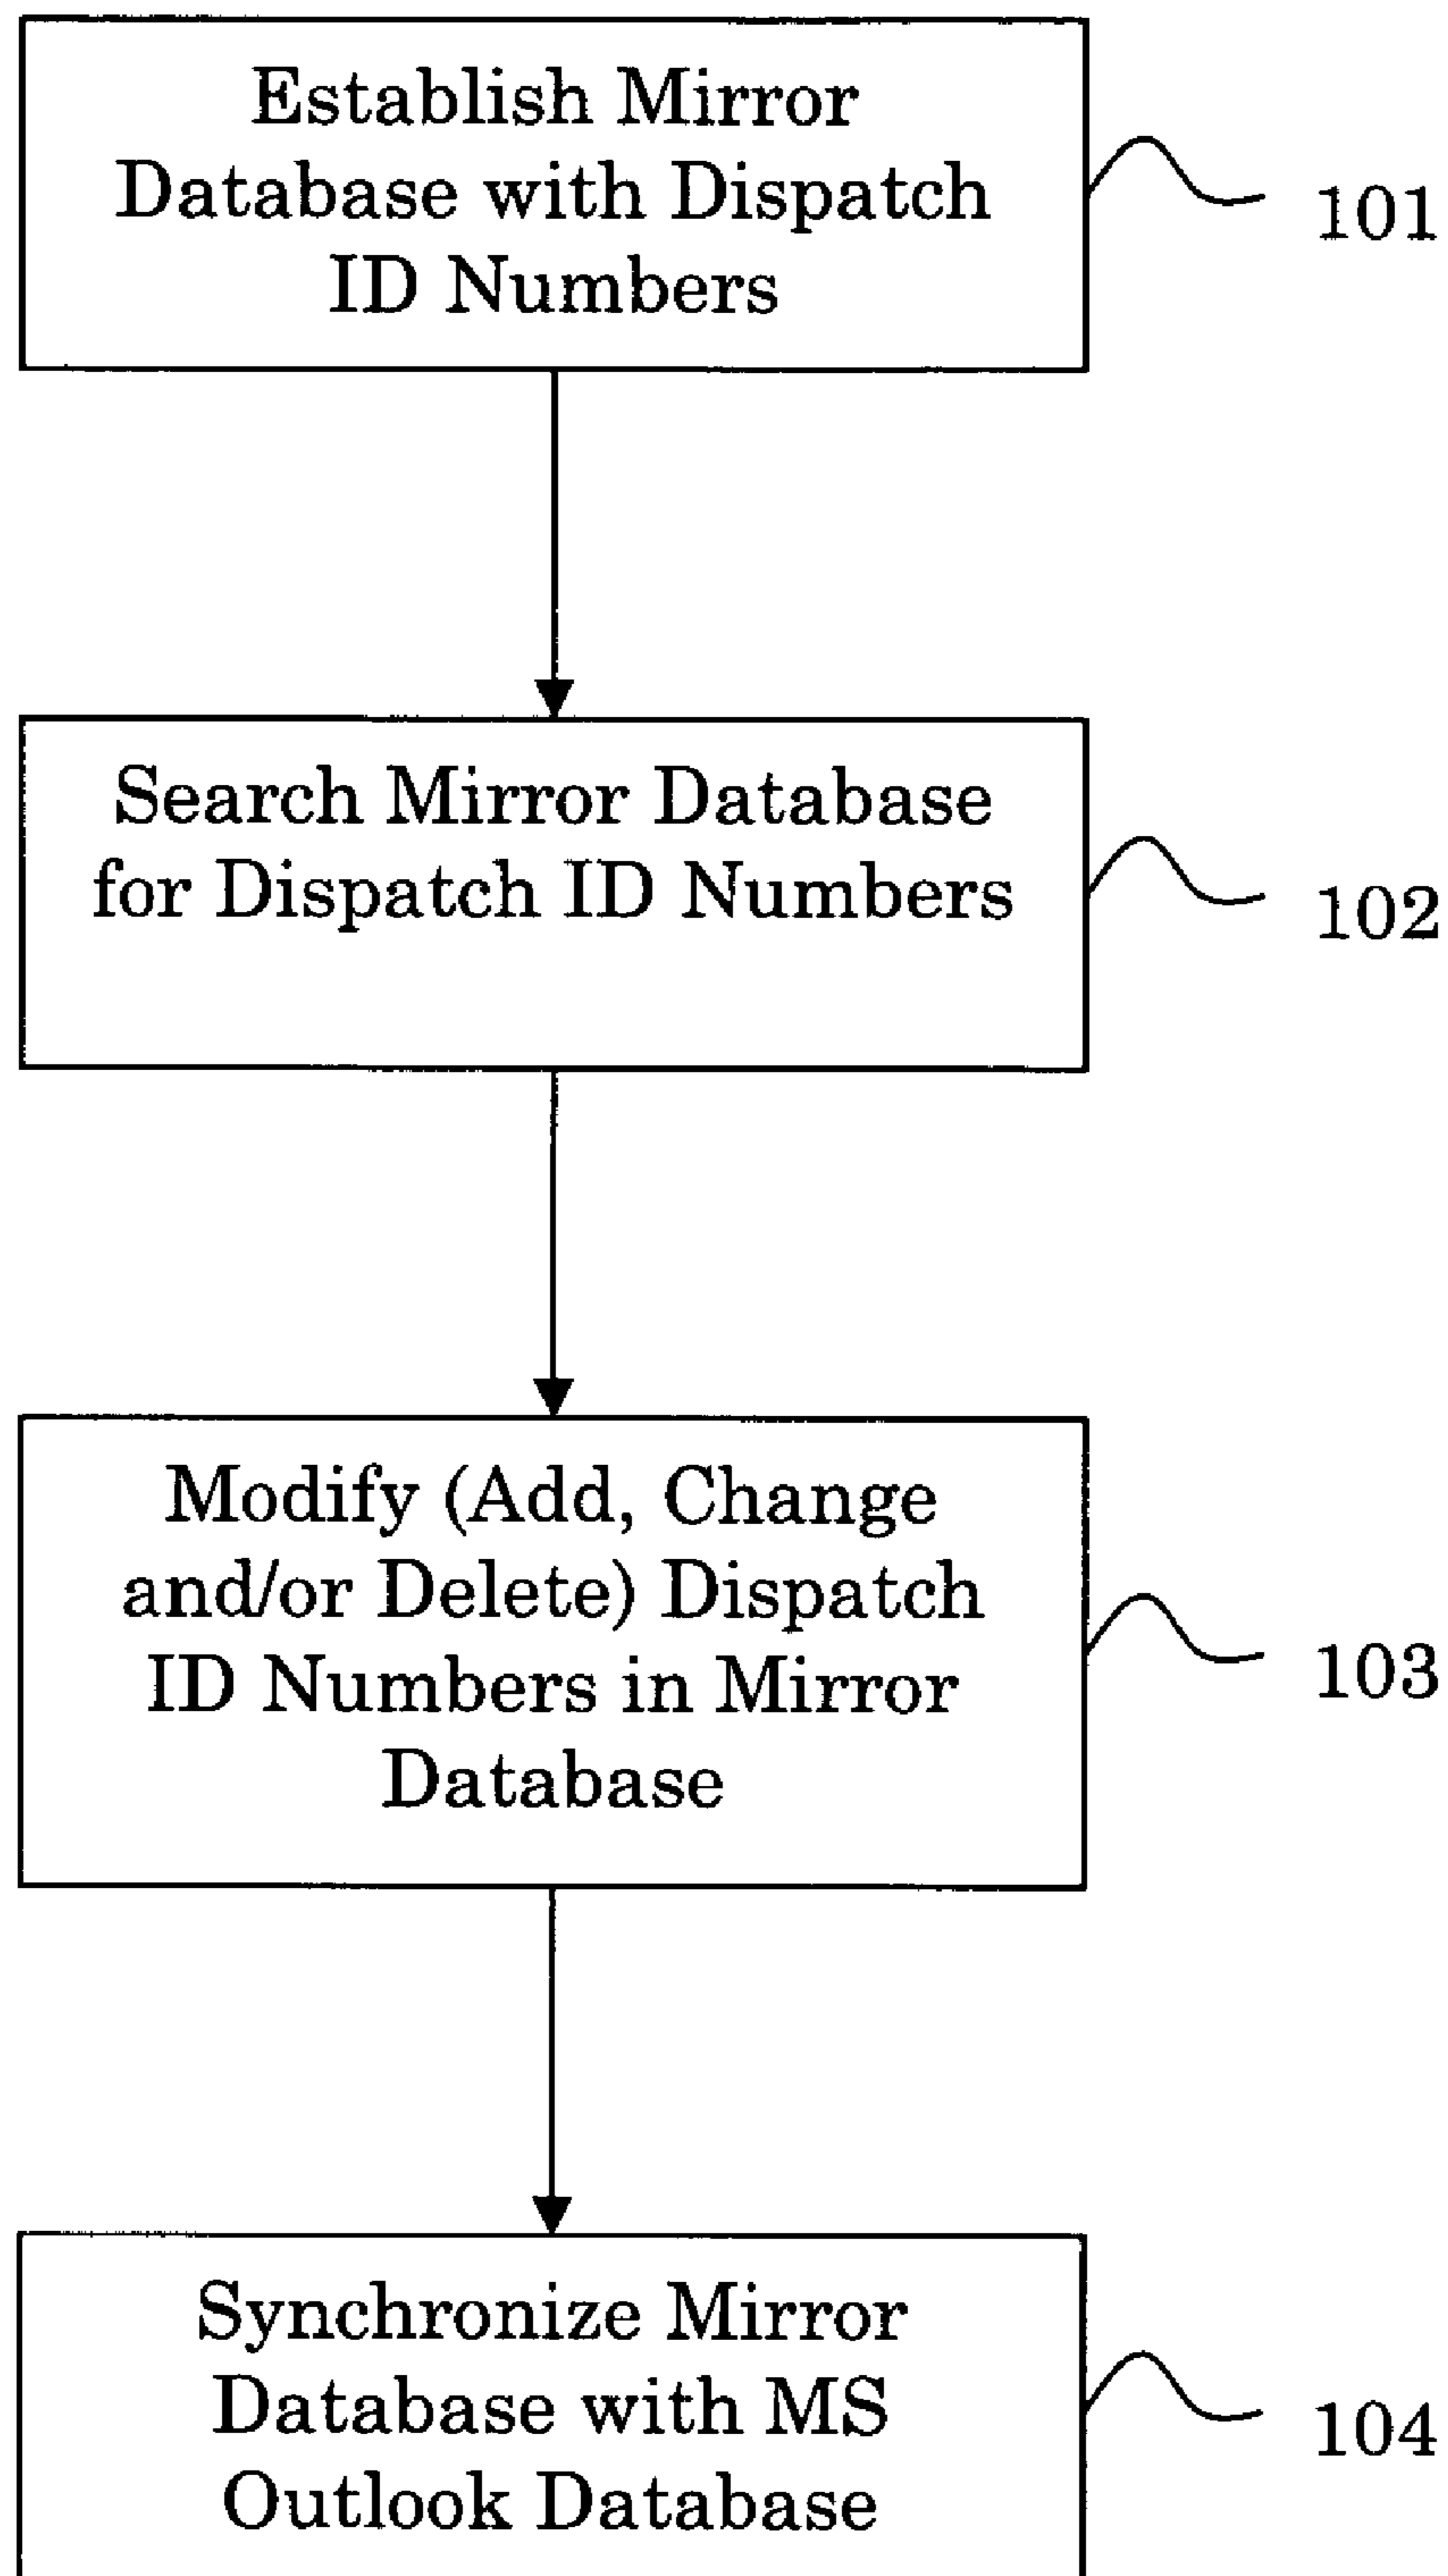 Establish Mirror
Database with Dispatch
ID Numbers
101
Search Mirror Database
for Dispatch ID Numbers
102
Modify (Add, Change
and/or Delete) Dispatch
ID Numbers in Mirror
Database
103
Synchronize Mirror
Database with MS
Outlook Database
104